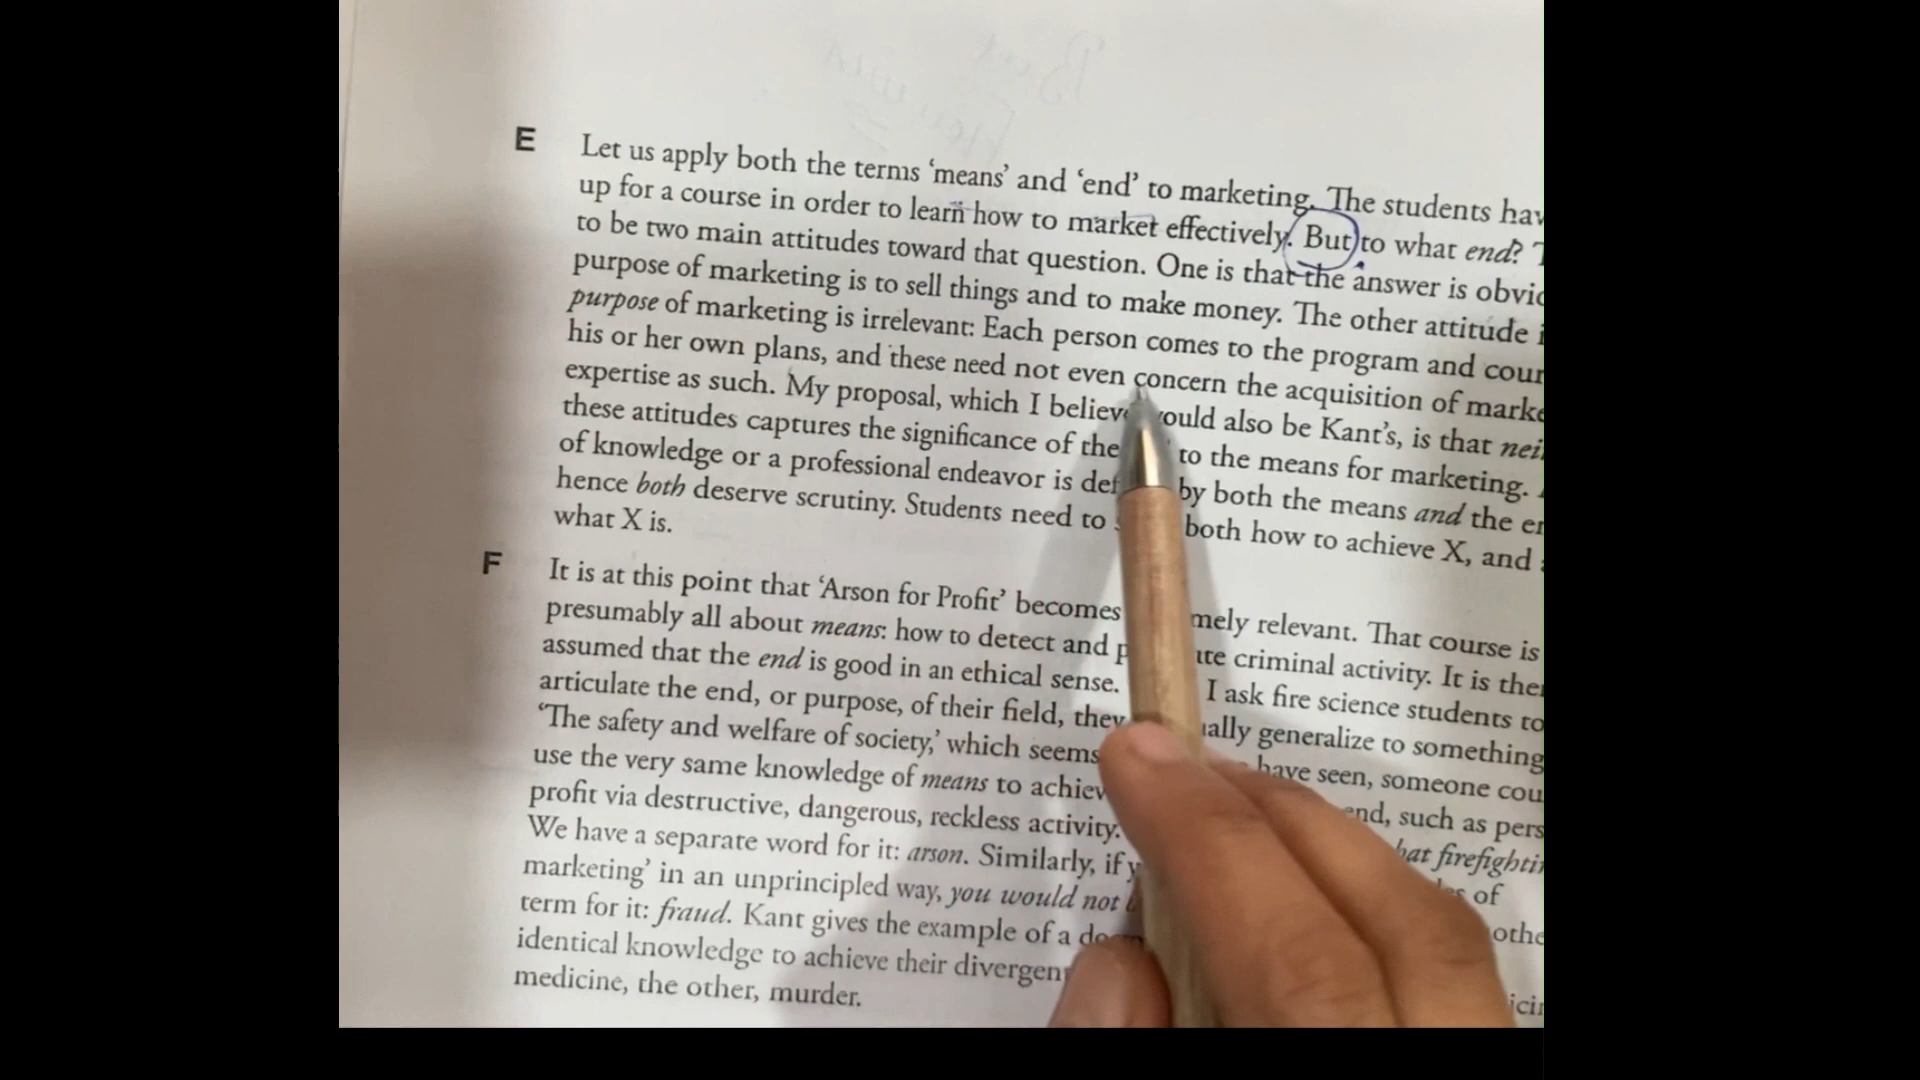 E Let us apply both the terms 'means' and 'end' to marketing. The students
up for a course in order to learn how to market effectively. But to what end?
to be two main attitudes toward that question. One is that the answer is
purpose of marketing is to sell things and to make money. The other attitude
purpose of marketing is irrelevant: Each person comes to the program and
his or her own plans, and these need not even concern the acquisition of
expertise as such. My proposal, which I believe would also be Kant's, is that
these attitudes captures the significance of the to the means for marketing.
of knowledge or a professional endeavor is by both the means and the
hence both deserve scrutiny. Students need to both how to achieve X, and
what X is.
F It is at this point that 'Arson for Profit' becomes relevant. That course is
presumably all about means: how to detect and criminal activity. It is
assumed that the end is good in an ethical sense. I ask fire science students to
articulate the end, or purpose, of their field, they generalize to something
'The safety and welfare of society,' which seems have seen, someone
use the very same knowledge of means to such as
profit via destructive, dangerous, reckless activity.
We have a separate word for it: arson. Similarly, if of
marketing' in an unprincipled way, you would not
term for it: fraud. Kant gives the example of a
identical knowledge to achieve their
medicine, the other, murder.